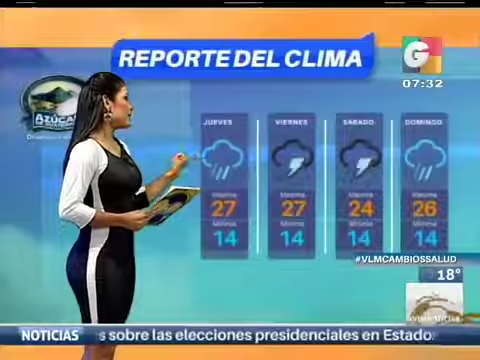 REPORTE DEL CLIMA
G
07:32
AZÚCAR
JUEVES
VIERNES
SABADO
DOMINGO
Máxima
Máxima
Máxima
Máxima
27
27
24
26
Mínima
Mínima
Mínima
Mínima
14
14
14
14
#VLMCAMBIOSSALUD
18°
NOTICIAS
s sobre las elecciones presidenciales en Estado